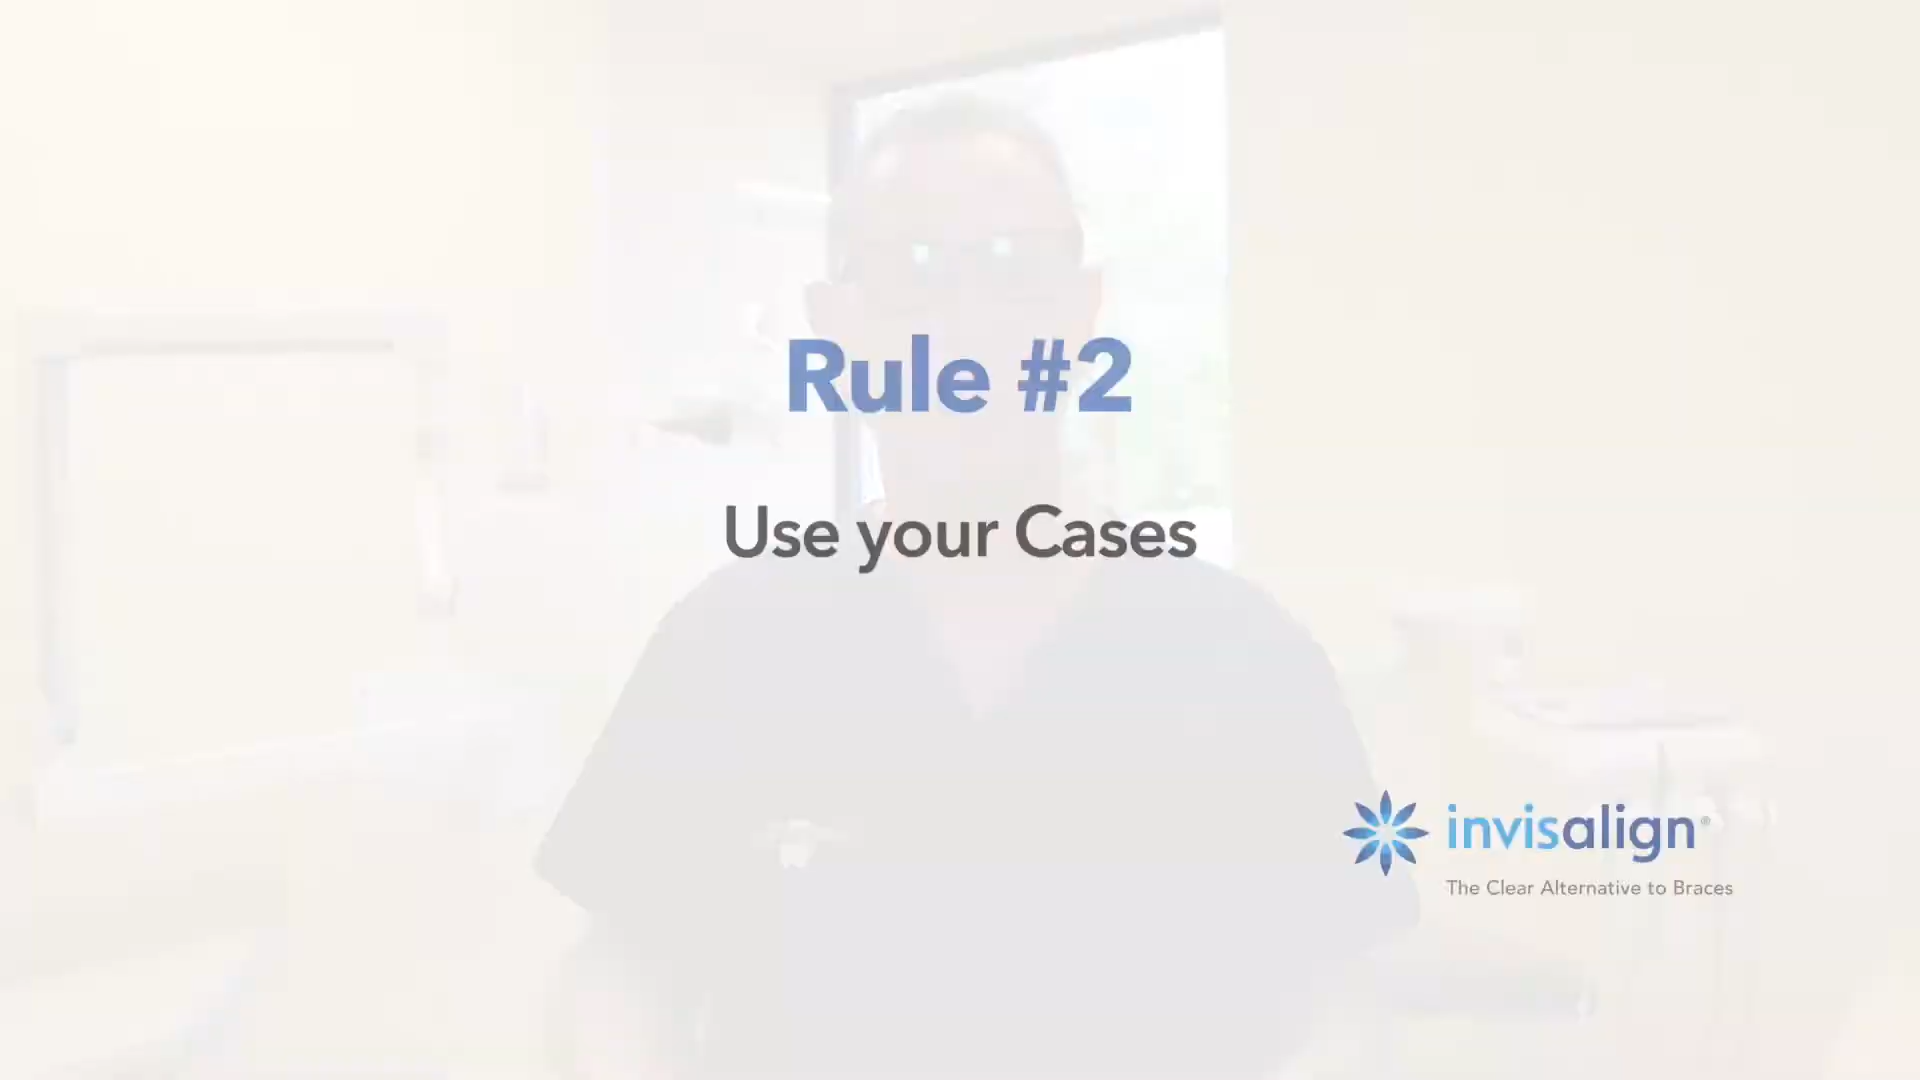 Rule #2
Use your Cases
invisalign®
The Clear Alternative to Braces